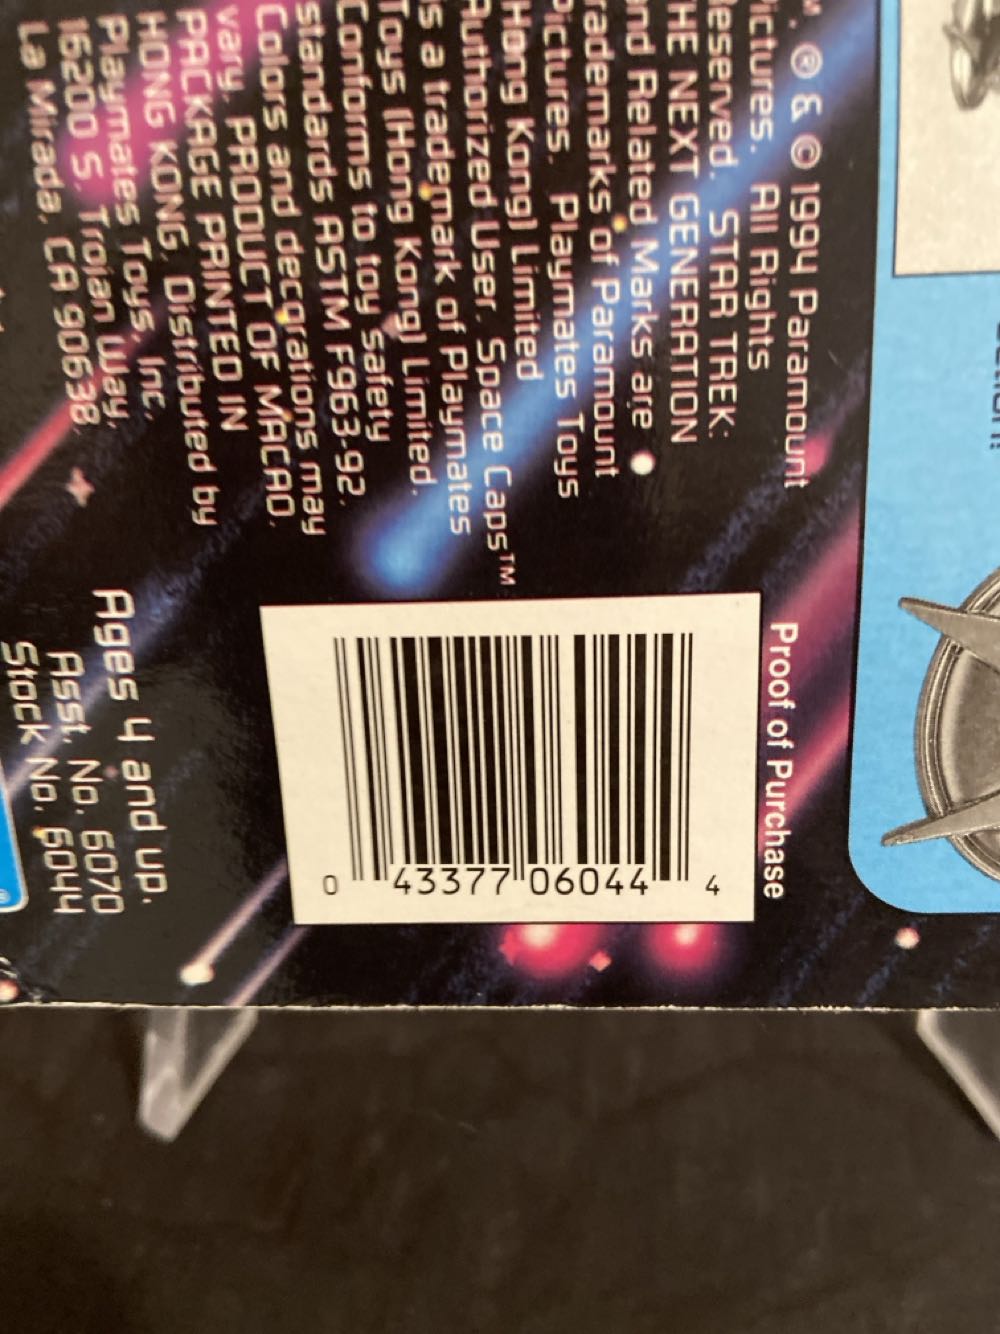 ™, ® & © 1994 Paramount
Pictures. All Rights
Reserved. STAR TREK:
THE NEXT GENERATION
and Related Marks are
Trademarks of Paramount
Pictures. Playmates Toys
(Hong Kong) Limited
Authorized User. Space Caps™
is a trademark of Playmates
Toys (Hong Kong) Limited.
Conforms to toy safety
standards ASTM F963-92.
Colors and decorations may
vary. PRODUCT OF MACAO.
PACKAGE PRINTED IN
HONG KONG. Distributed by
Playmates Toys, Inc.
16200 S. Trojan Way,
La Mirada, CA 90638
Ages 4 and up.
Asst. No. 6070
Stock No. 6044
Proof of Purchase
0 43377 06044 4